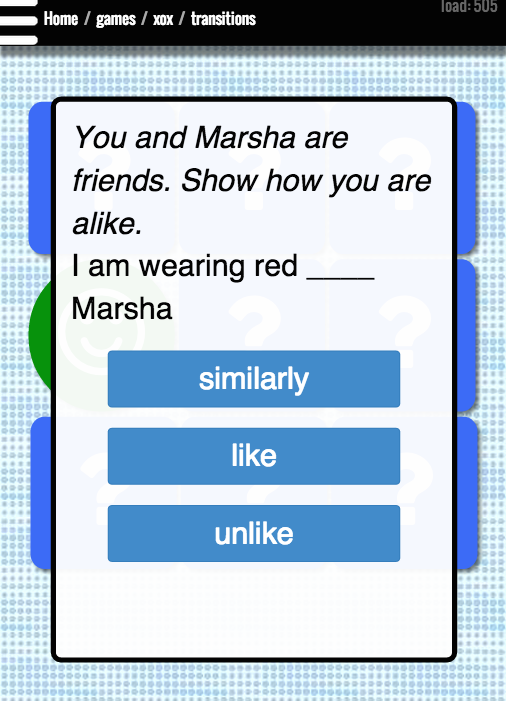 Home / games / xox / transitions
load: 505
You and Marsha are
friends. Show how you are
alike.
I am wearing red ____
Marsha
similarly
like
unlike